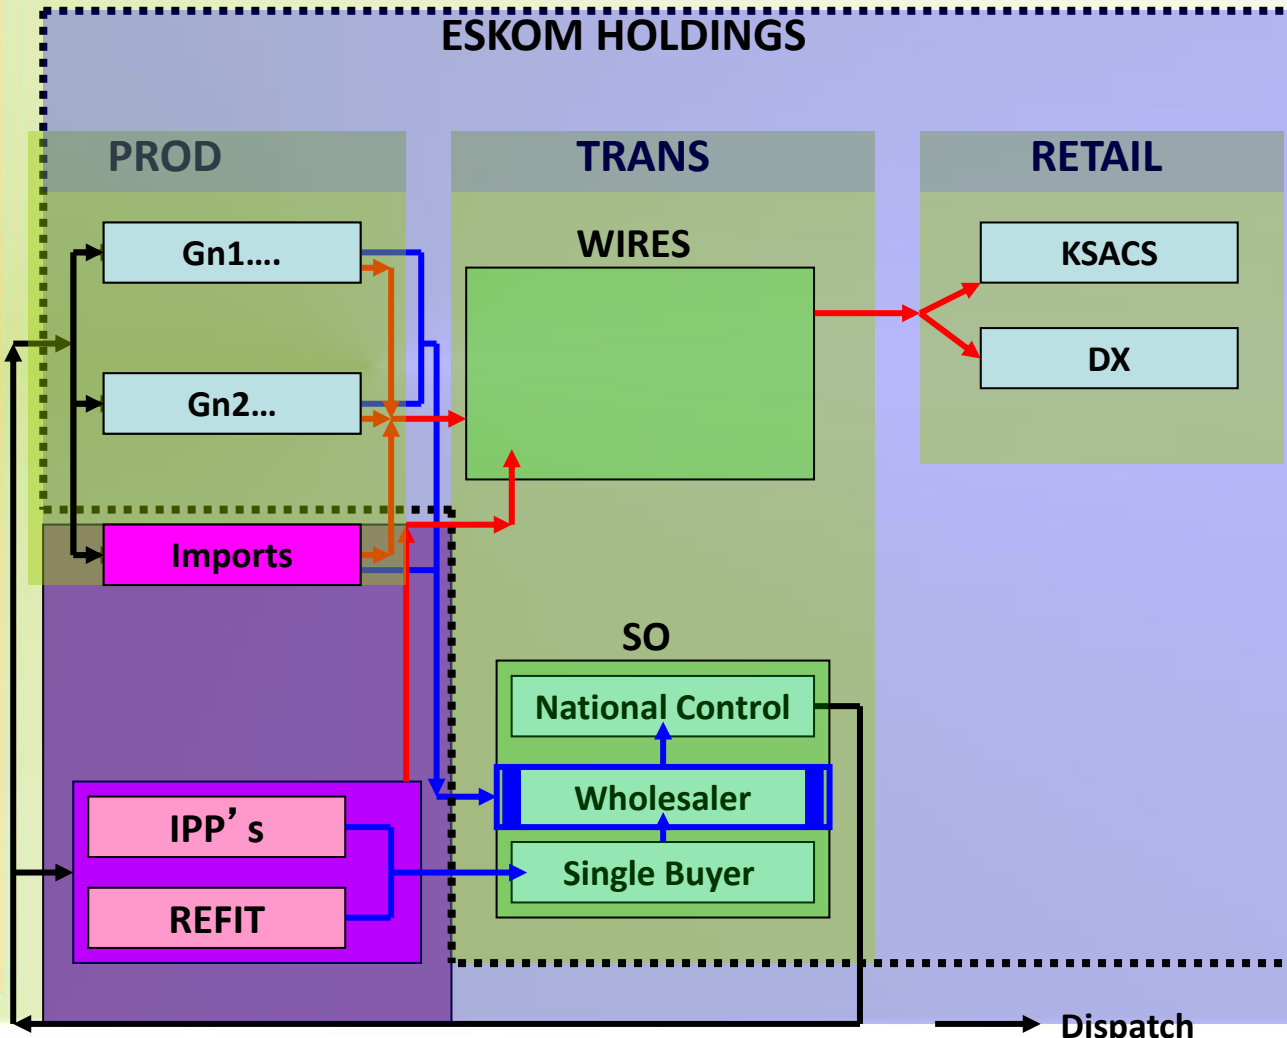 ESKOM HOLDINGS
PROD
TRANS
RETAIL
Gn1....
WIRES
KSACS
DX
Gn2...
Imports
SO
National Control
Wholesaler
Single Buyer
IPP's
REFIT
Dispatch